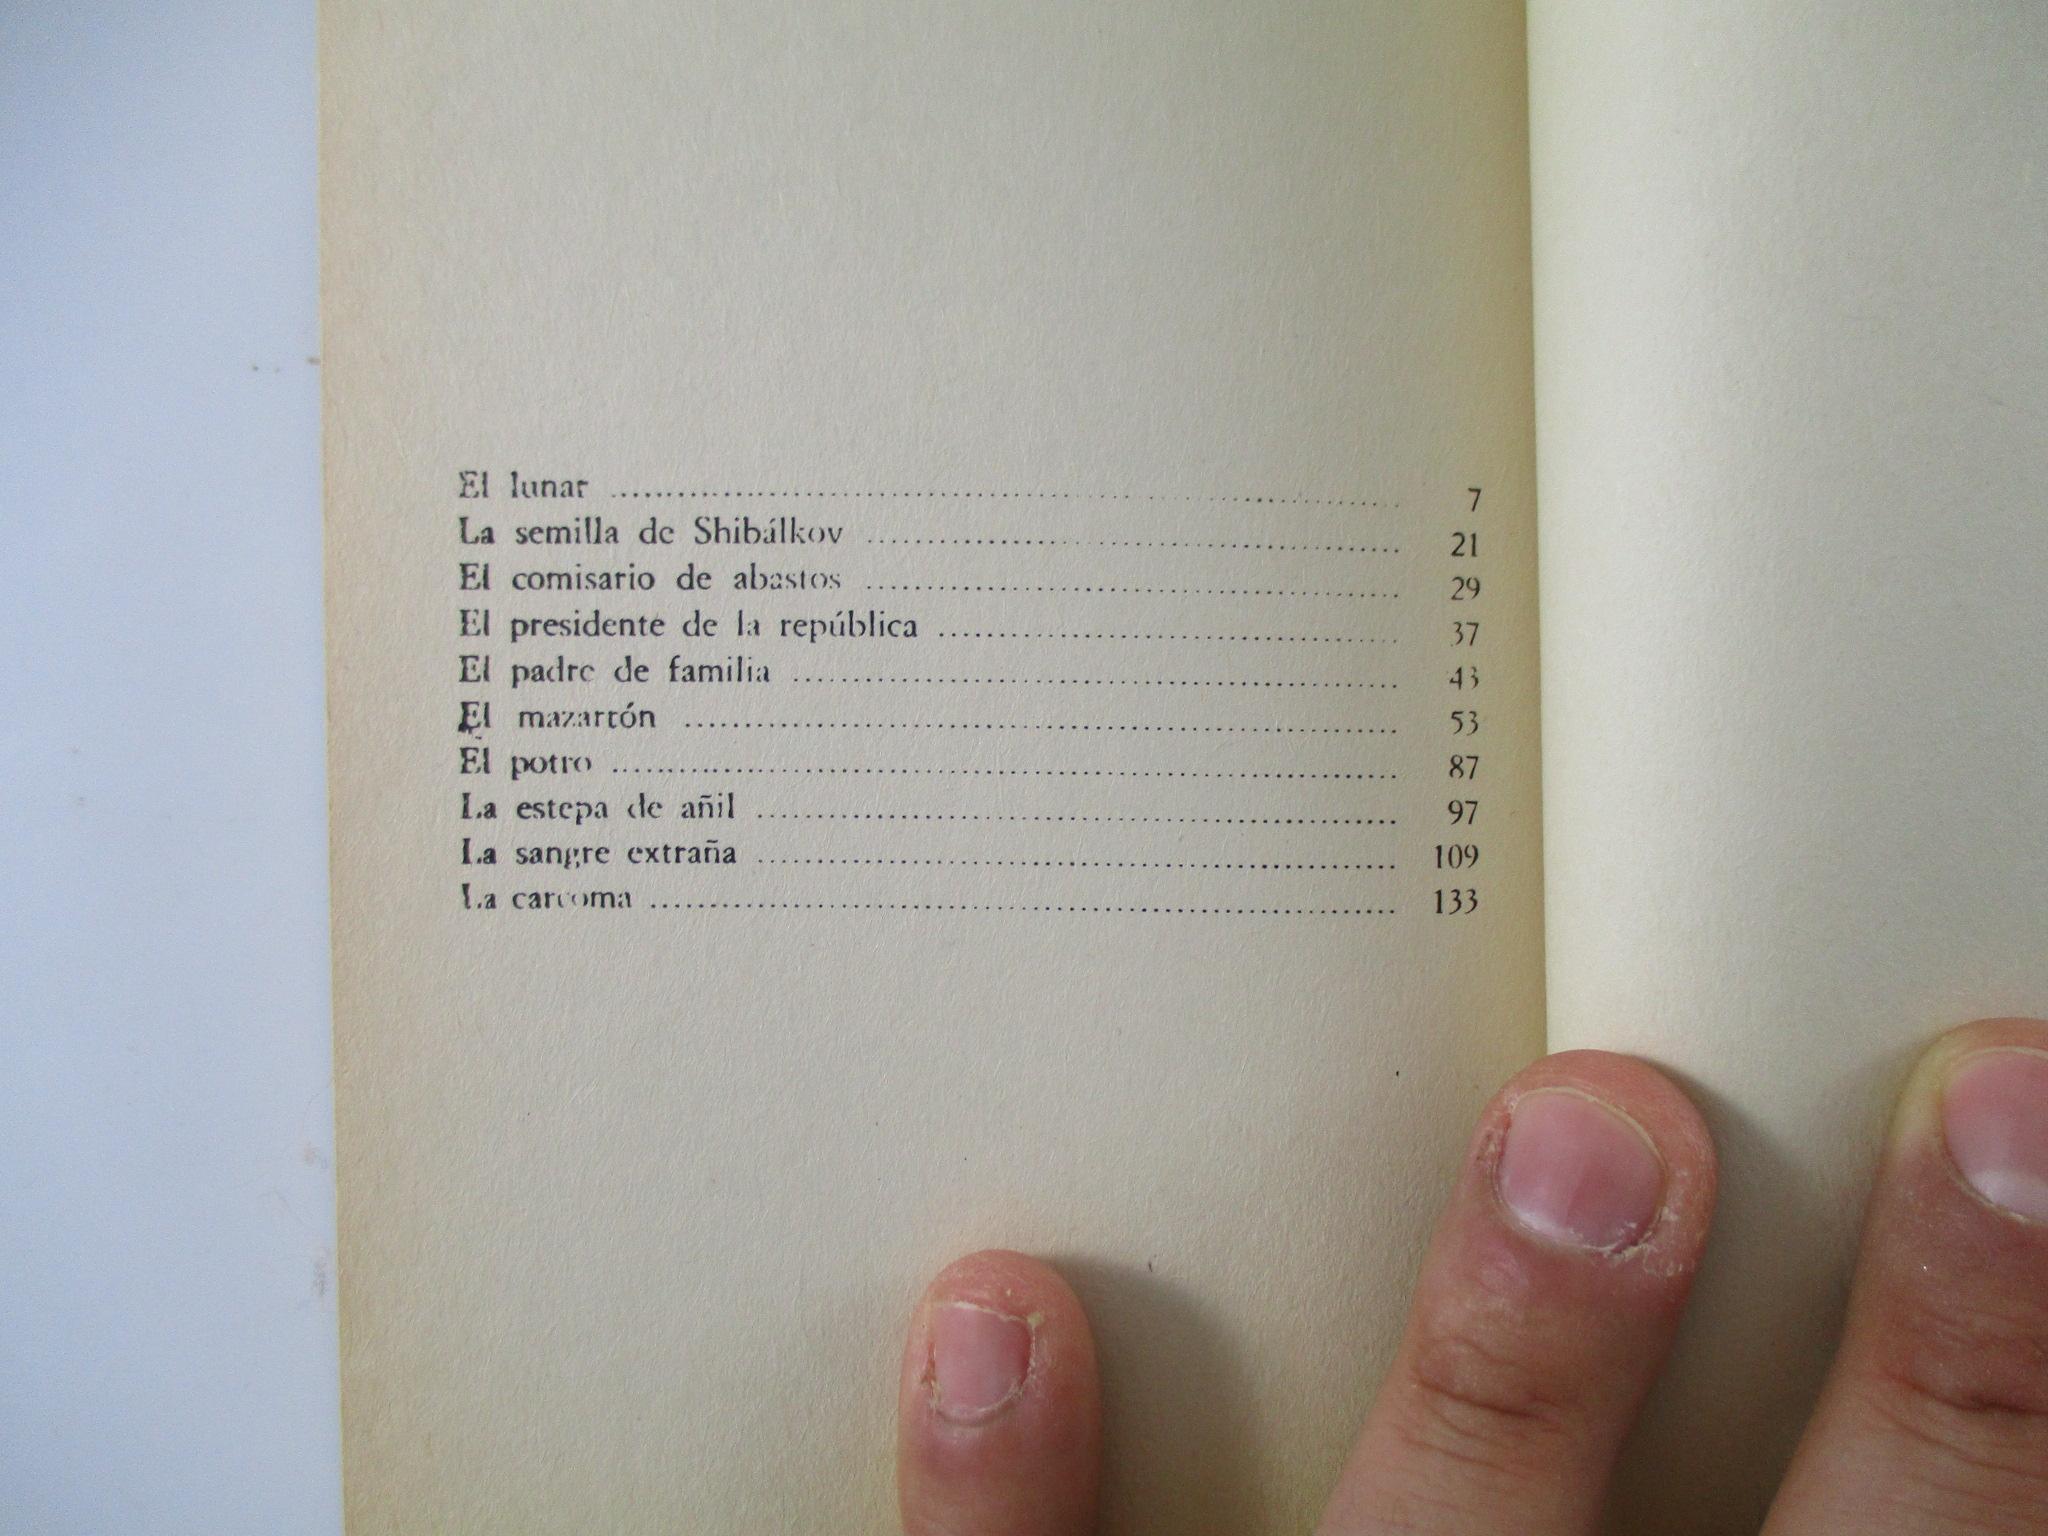 El lunar ........................................ 7
La semilla de Shibálkov ........................................ 21
El comisario de abastos ........................................ 29
El presidente de la república ........................................ 37
El padre de familia ........................................ 43
El mazartón ........................................ 53
El potro ........................................ 87
La estepa de añil ........................................ 97
La sangre extraña ........................................ 109
La carcoma ........................................ 133